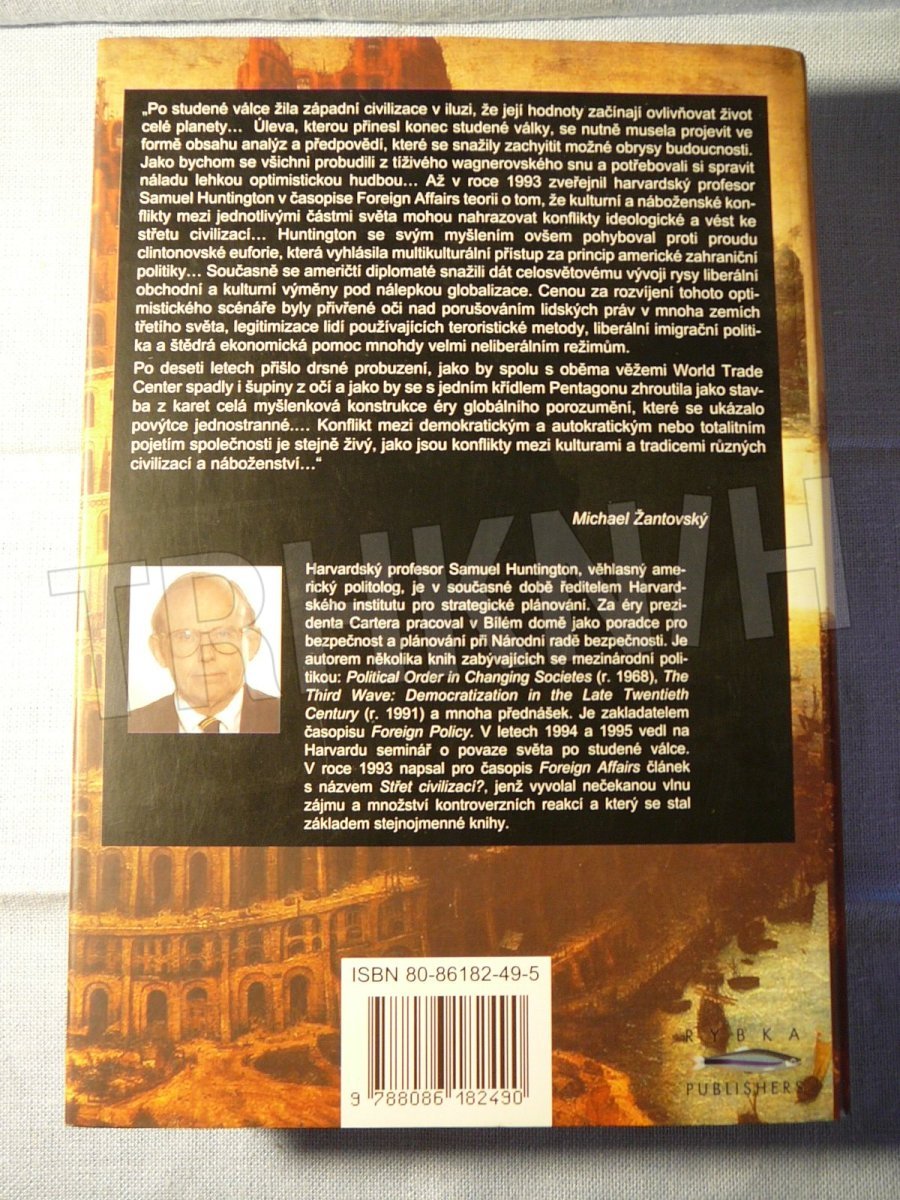 „Po studené válce žila západní civilizace v iluzi, že její hodnoty začínají ovlivňovat život
celé planety... Úleva, kterou přinesl konec studené války, se nutně musela projevit ve
formě obsahu analýz a předpovědí, které se snažily zachytit možné obrysy budoucnosti.
Jako bychom se všichni probudili z tíživého wagnerovského snu a potřebovali si spravit
náladu lehkou optimistickou hudbou... Až v roce 1993 zveřejnil harvardský profesor
Samuel Huntington v časopise Foreign Affairs teorii o tom, že kulturní a náboženské kon-
flikty mezi jednotlivými částmi světa mohou nahrazovat konflikty ideologické a vést ke
střetu civilizací... Huntington se svým myšlením ovšem pohyboval proti proudu
clintonovské euforie, která vyhlásila multikulturální přístup za princip americké zahraniční
politiky... Současně se američtí diplomaté snažili dát celosvětovému vývoji rysy liberální
obchodní a kulturní výměny pod nálepkou globalizace. Cenou za rozvíjení tohoto opti-
mistického scénáře byly přivřené oči nad porušováním lidských práv v mnoha zemích
třetího světa, legitimizace lidí používajících teroristické metody, liberální imigrační politi-
ka a štědrá ekonomická pomoc mnohdy velmi neliberálním režimům.
Po deseti letech přišlo drsné probuzení, jako by spolu s oběma věžemi World Trade
Center spadly i šupiny z očí a jako by se s jedním křídlem Pentagonu zhroutila jako stav-
ba z karet celá myšlenková konstrukce éry globálního porozumění, které se ukázalo
povýtce jednostranné.... Konflikt mezi demokratickým a autokratickým nebo totalitním
pojetím společnosti je stejně živý, jako jsou konflikty mezi kulturami a tradicemi různých
civilizací a náboženství...“
Michael Žantovský
Harvardský profesor Samuel Huntington, věhlasný ame-
rický politolog, je v současné době ředitelem Harvard-
ského institutu pro strategické plánování. Za éry prezi-
denta Cartera pracoval v Bílém domě jako poradce pro
bezpečnost a plánování při Národní radě bezpečnosti. Je
autorem několika knih zabývajících se mezinárodní poli-
tikou: Political Order in Changing Societes (r. 1968), The
Third Wave: Democratization in the Late Twentieth
Century (r. 1991) a mnoha přednášek. Je zakladatelem
časopisu Foreign Policy. V letech 1994 a 1995 vedl na
Harvardu seminář o povaze světa po studené válce.
V roce 1993 napsal pro časopis Foreign Affairs článek
s názvem Střet civilizací?, jenž vyvolal nečekanou vlnu
zájmu a množství kontroverzních reakcí a který se stal
základem stejnojmenné knihy.
TRHKNIH
ISBN 80-86182-49-5
9 788086 182490
RYBKA
PUBLISHERS